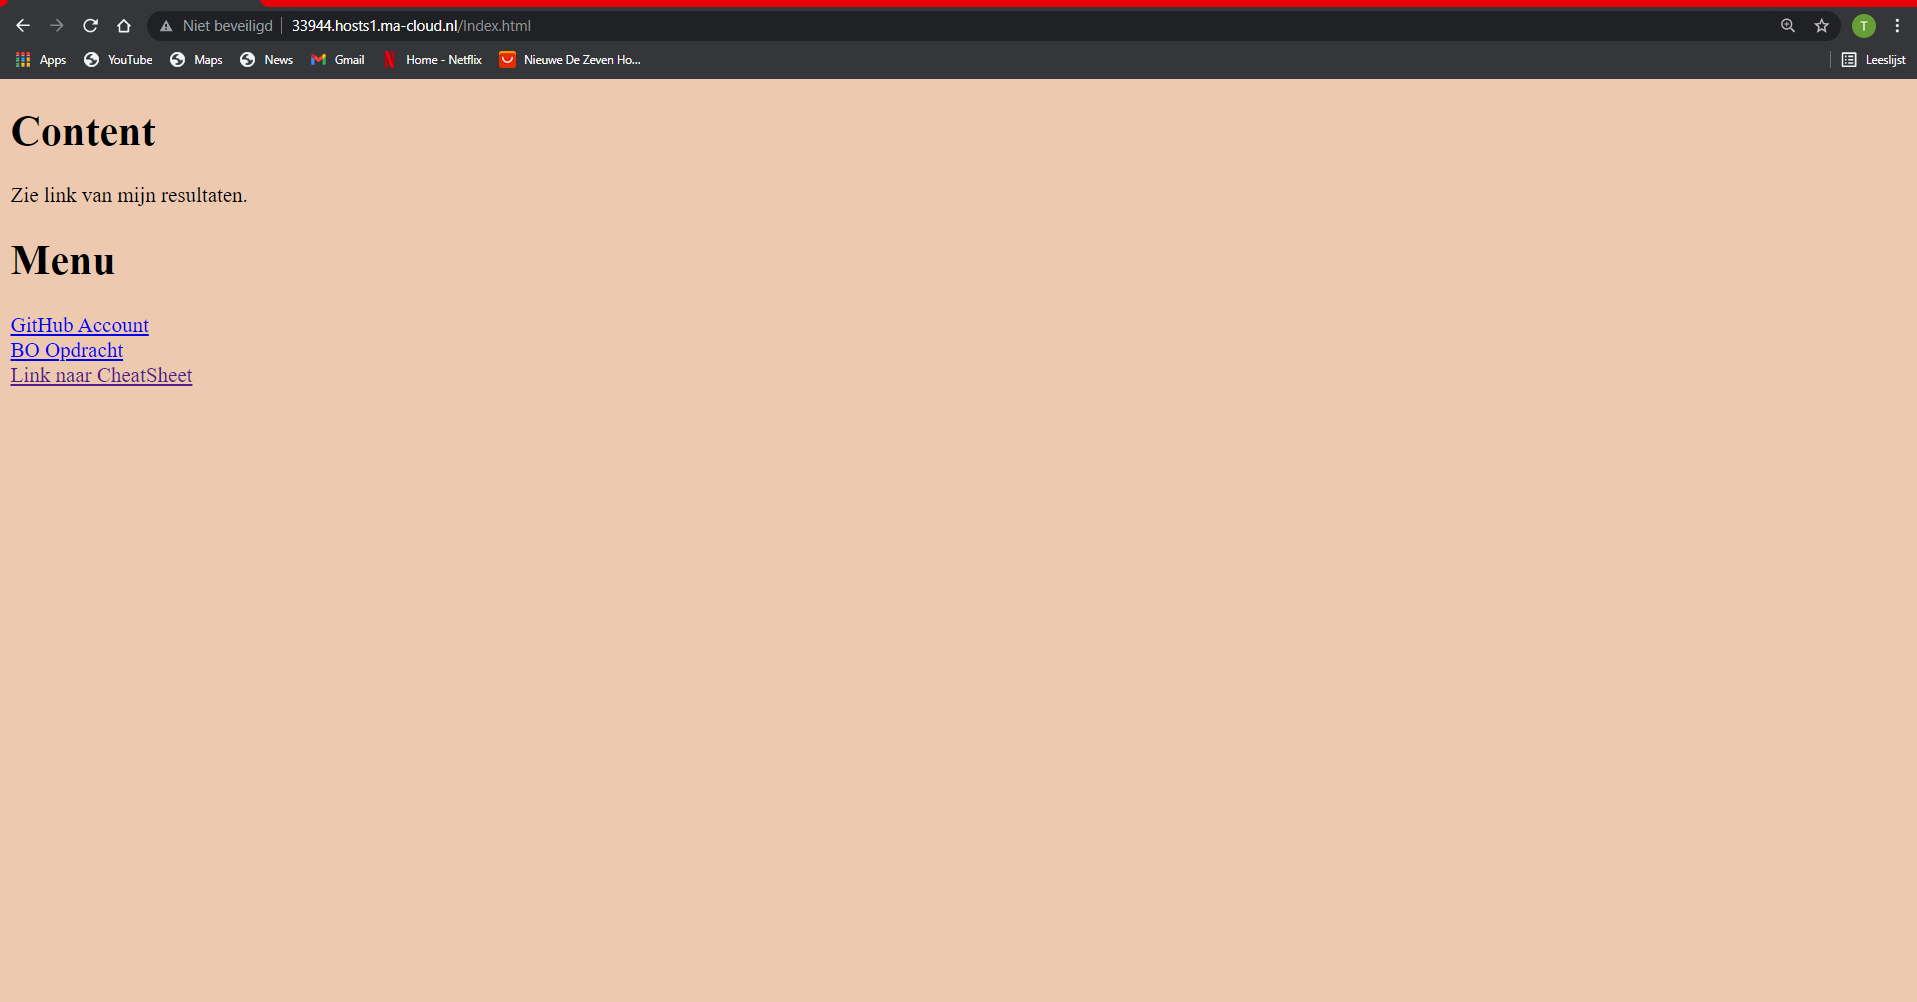 Niet beveiligd 33944.hosts1.ma-cloud.nl/Index.html T
Apps YouTube Maps News Gmail Home - Netflix Nieuwe De Zeven Ho... Leeslijst
Content
Zie link van mijn resultaten.
Menu
GitHub Account
BO Opdracht
Link naar CheatSheet